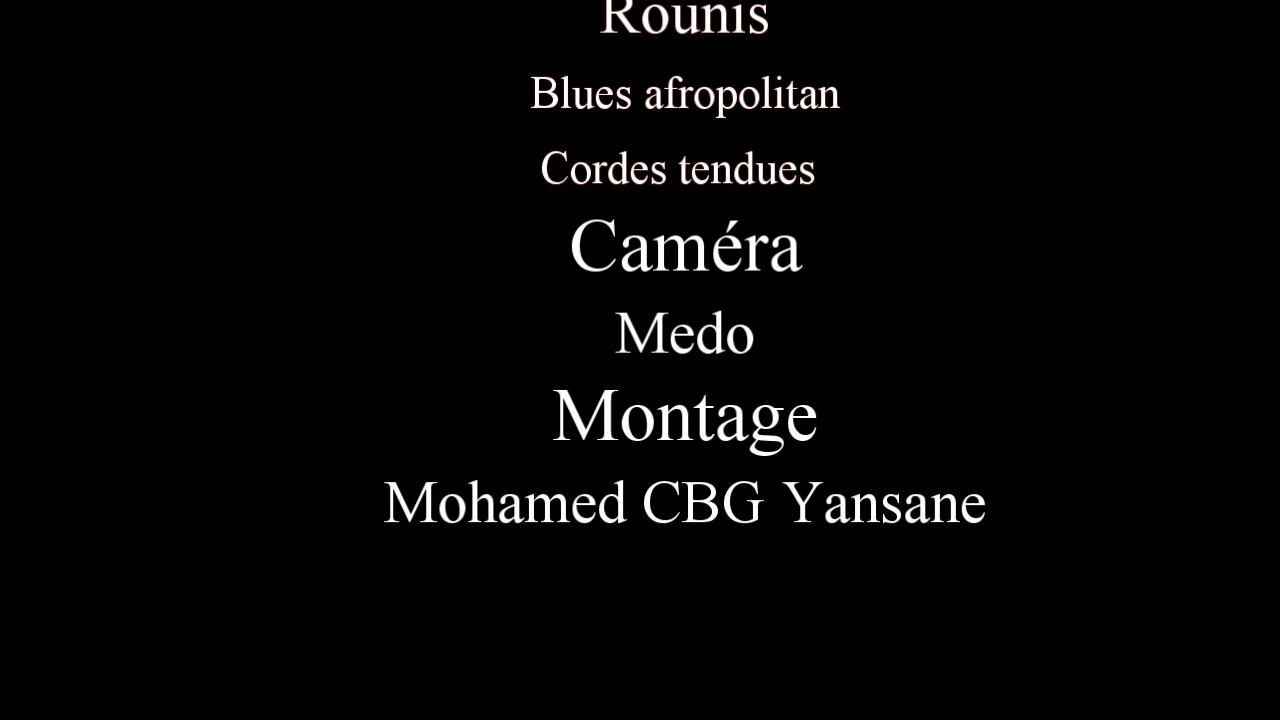 Rounis
Blues afropolitan
Cordes tendues
Caméra
Medo
Montage
Mohamed CBG Yansane